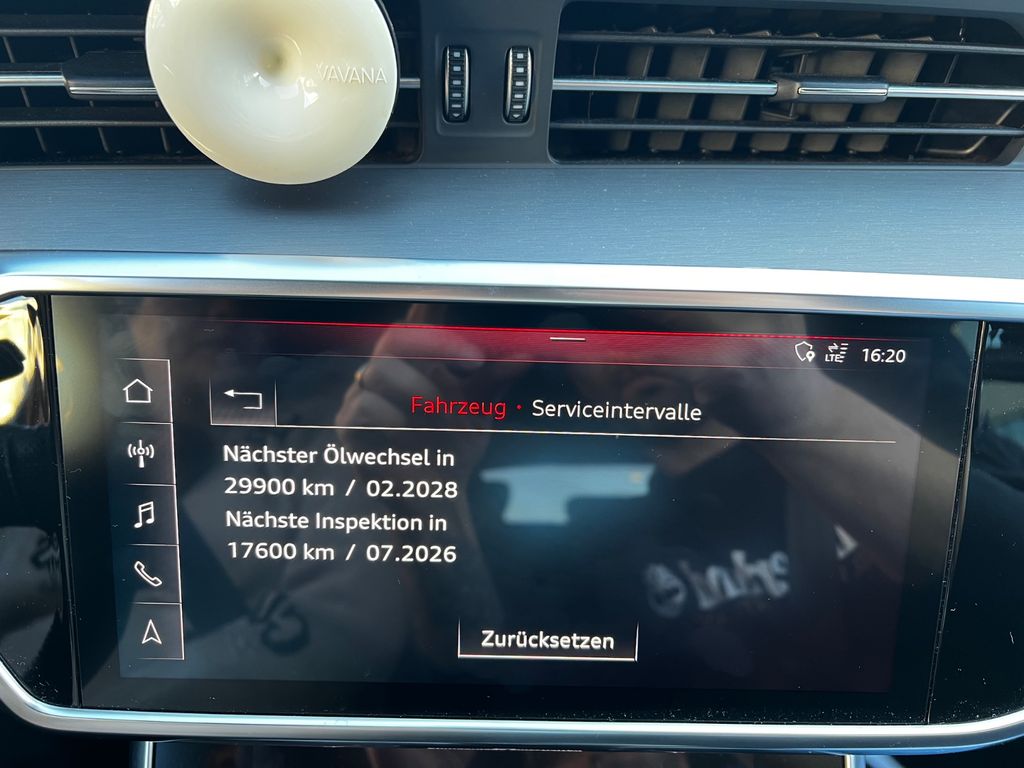 VAVANA
LTE 16:20
Fahrzeug · Serviceintervalle
Nächster Ölwechsel in
29900 km / 02.2028
Nächste Inspektion in
17600 km / 07.2026
Zurücksetzen